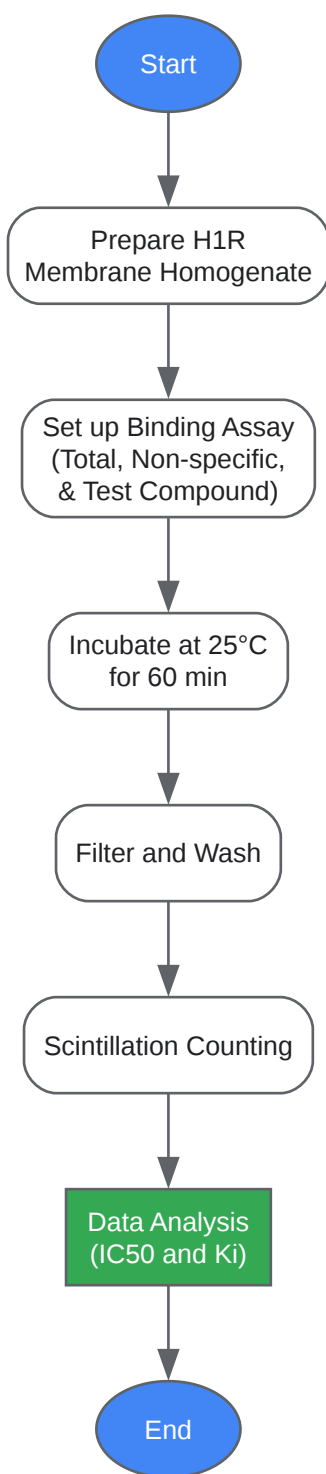 Start
Prepare H1R
Membrane Homogenate
Set up Binding Assay
(Total, Non-specific,
& Test Compound)
Incubate at 25°C
for 60 min
Filter and Wash
Scintillation Counting
Data Analysis
(IC50 and Ki)
End